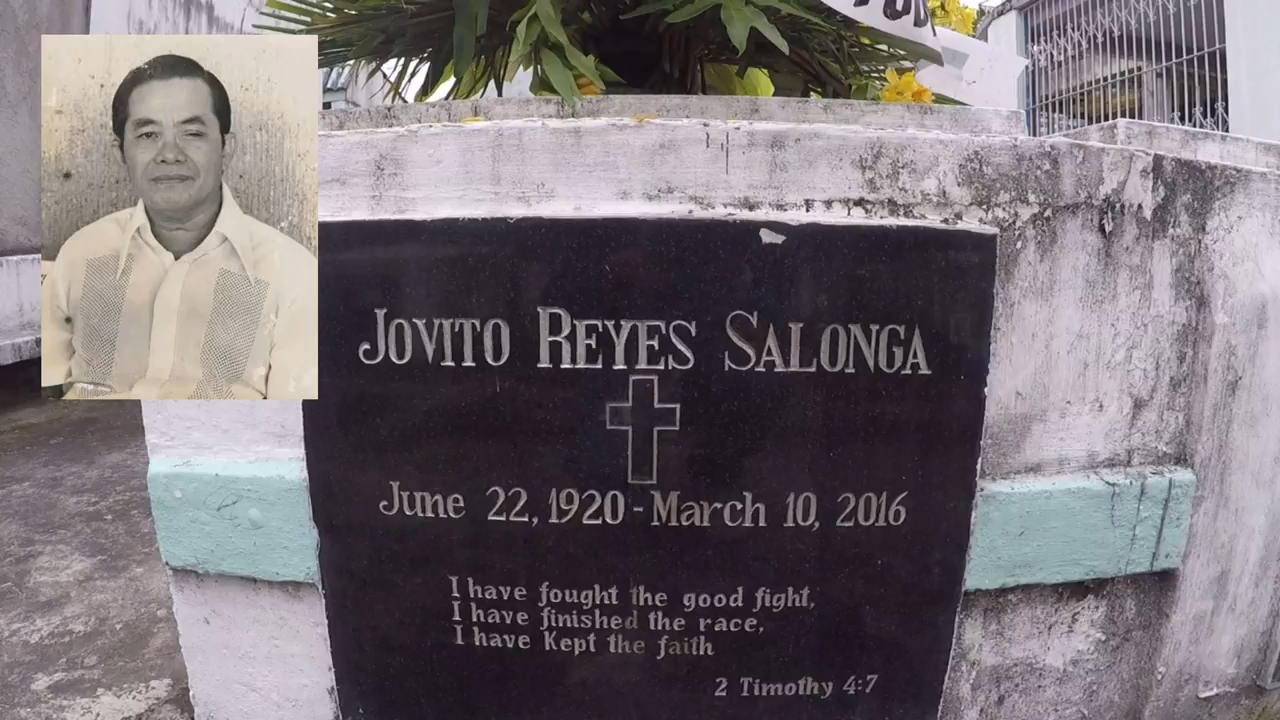 Jovito Reyes Salonga
June 22, 1920 - March 10, 2016
I have fought the good fight,
I have finished the race,
I have Kept the faith
2 Timothy 4:7